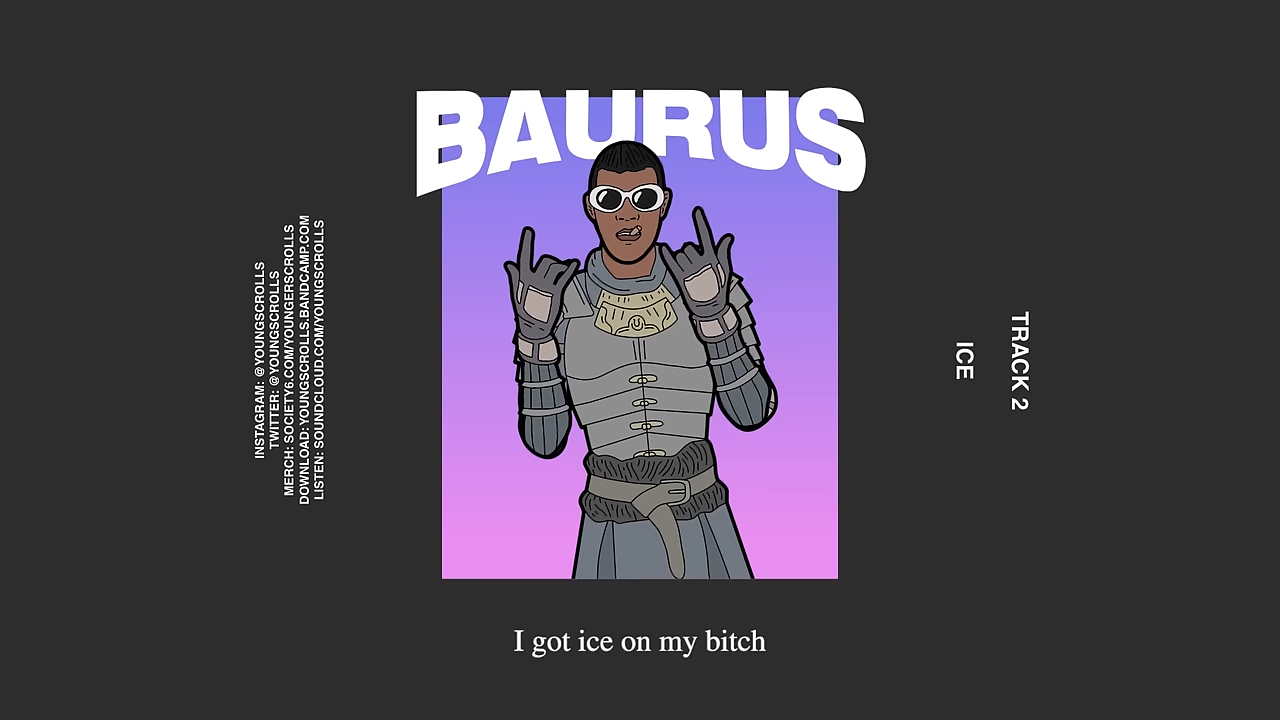 BAURUS
INSTAGRAM: @YOUNGSCROLLS
TWITTER: @YOUNGSCROLLS
MERCH: SOCIETY6.COM/YOUNGERSCROLLS
DOWNLOAD: YOUNGSCROLLS.BANDCAMP.COM
LISTEN: SOUNDCLOUD.COM/YOUNGSCROLLS
TRACK 2
ICE
I got ice on my bitch